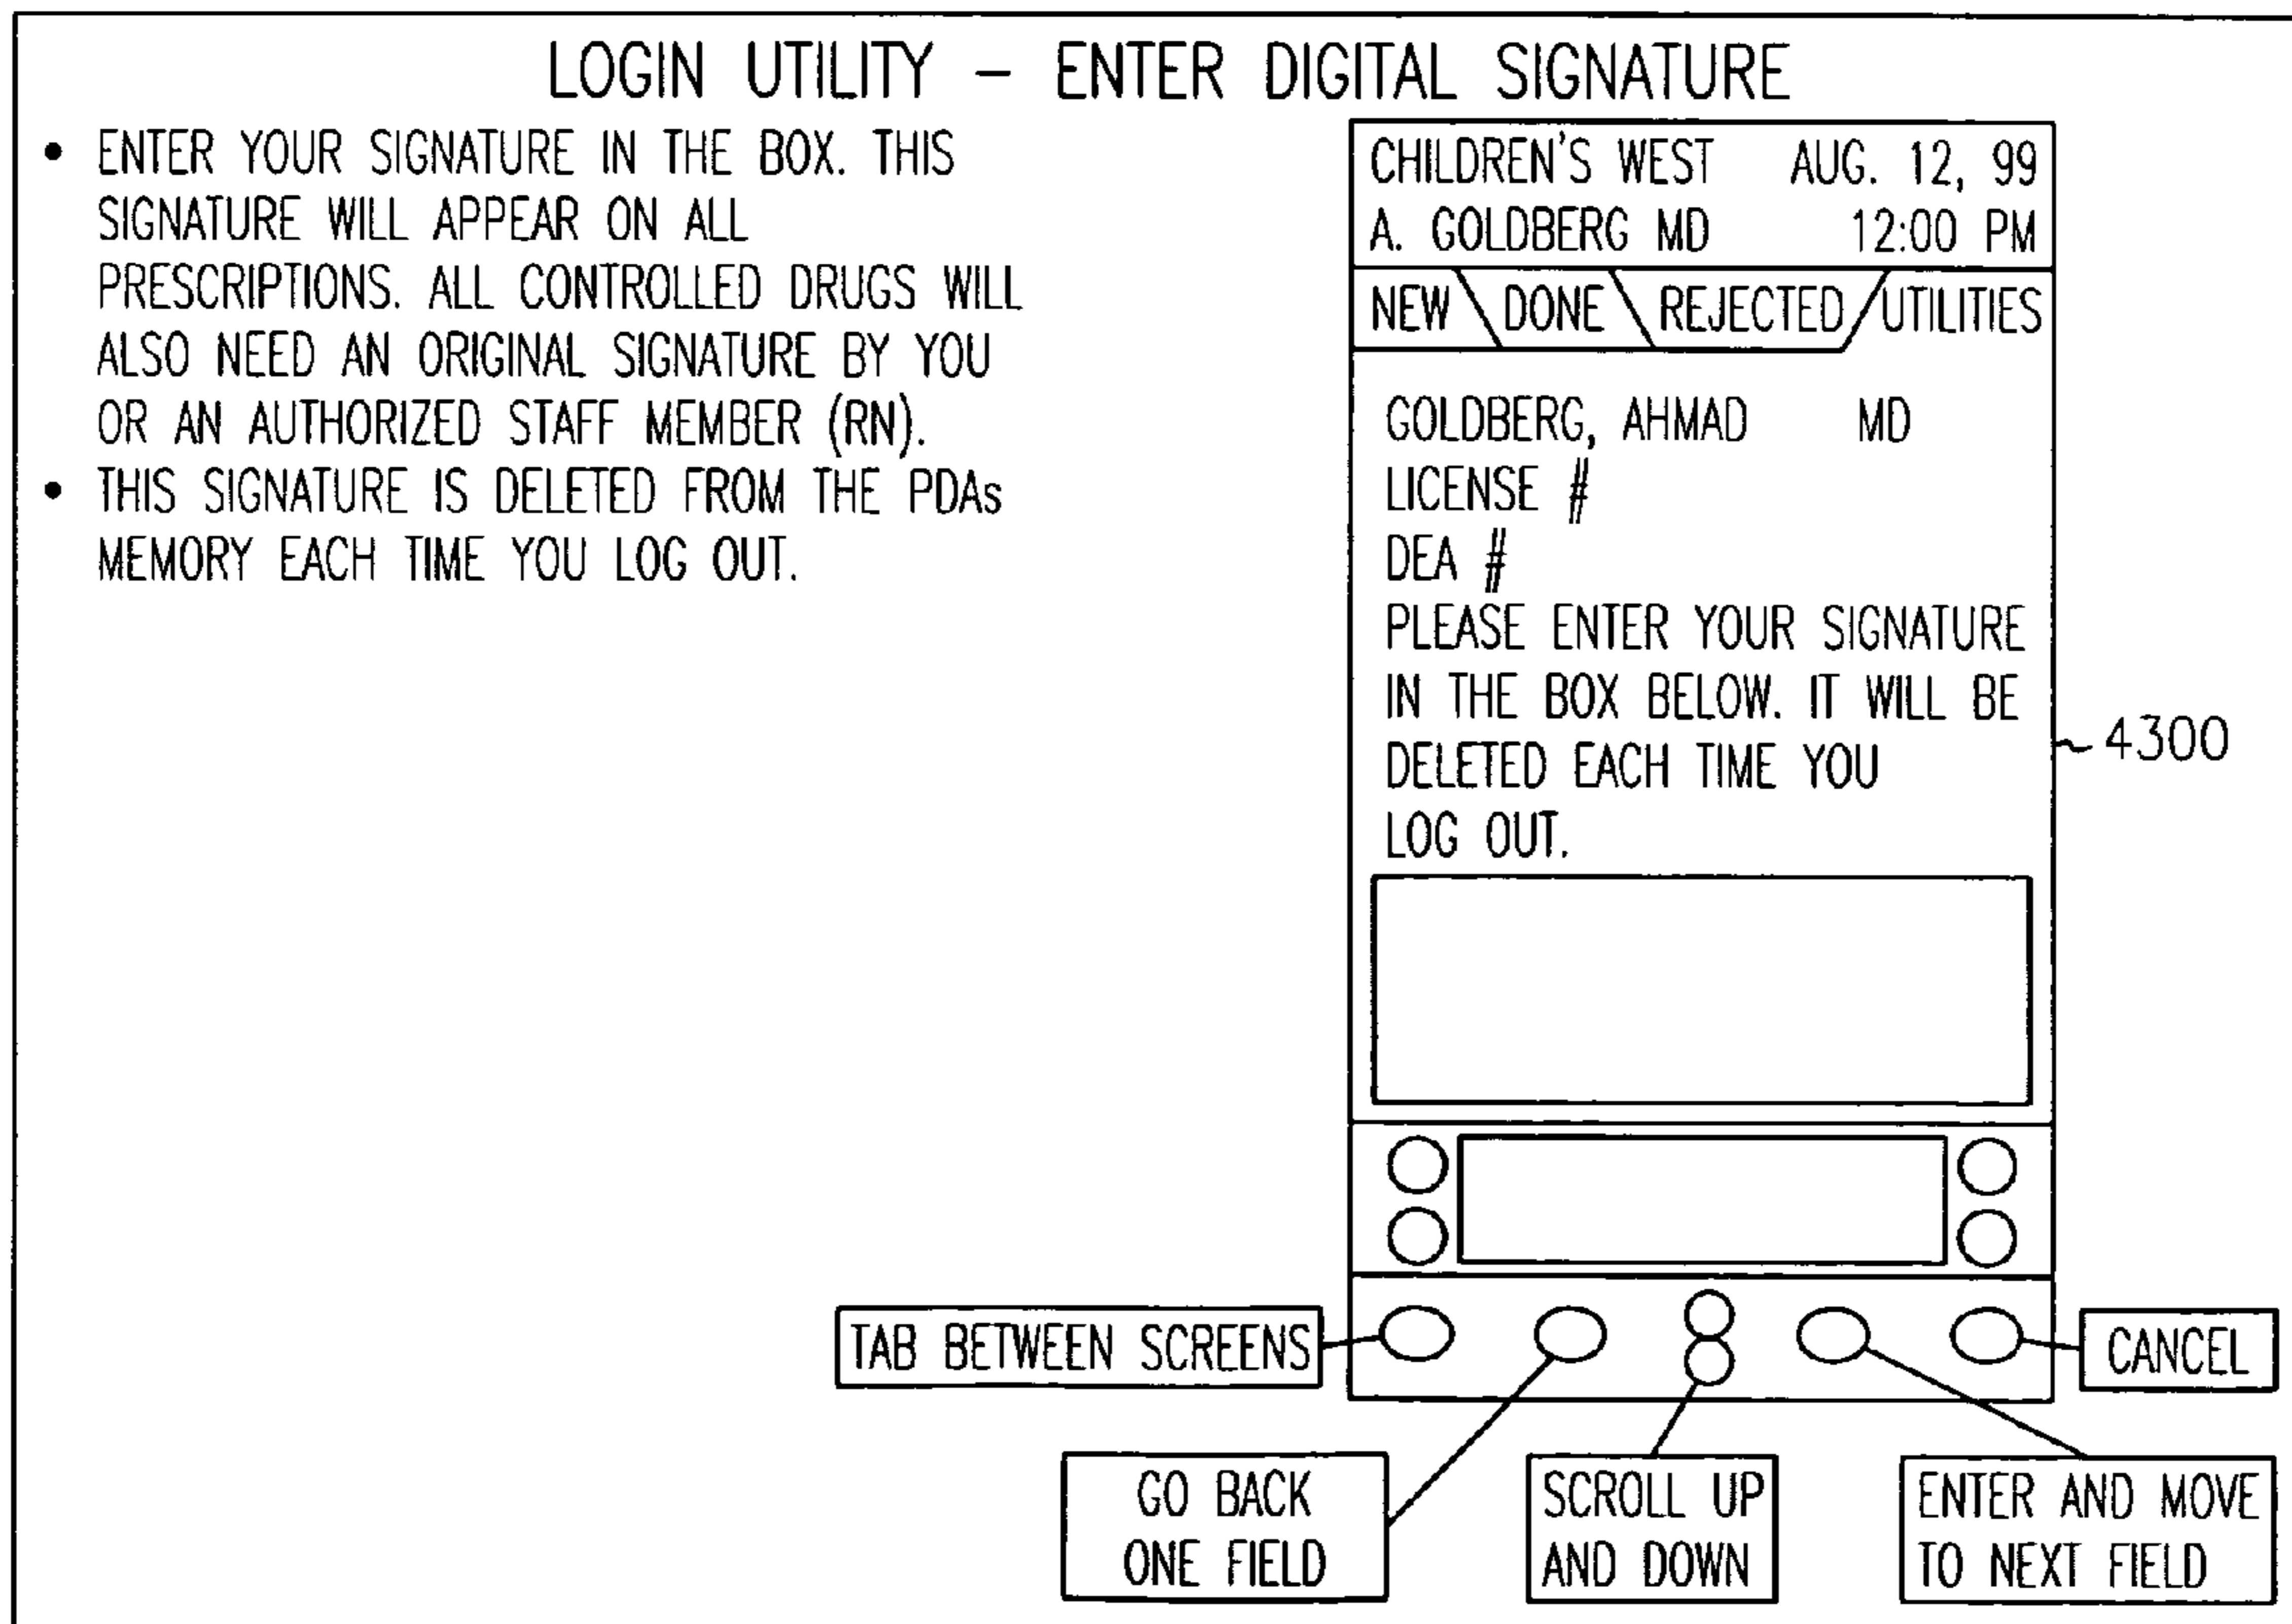 LOGIN UTILITY – ENTER DIGITAL SIGNATURE
• ENTER YOUR SIGNATURE IN THE BOX. THIS
SIGNATURE WILL APPEAR ON ALL
PRESCRIPTIONS. ALL CONTROLLED DRUGS WILL
ALSO NEED AN ORIGINAL SIGNATURE BY YOU
OR AN AUTHORIZED STAFF MEMBER (RN).
• THIS SIGNATURE IS DELETED FROM THE PDAs
MEMORY EACH TIME YOU LOG OUT.
CHILDREN'S WEST AUG. 12, 99
A. GOLDBERG MD 12:00 PM
NEW DONE REJECTED UTILITIES
GOLDBERG, AHMAD MD
LICENSE #
DEA #
PLEASE ENTER YOUR SIGNATURE
IN THE BOX BELOW. IT WILL BE
DELETED EACH TIME YOU
LOG OUT.
4300
TAB BETWEEN SCREENS
CANCEL
GO BACK
ONE FIELD
SCROLL UP
AND DOWN
ENTER AND MOVE
TO NEXT FIELD